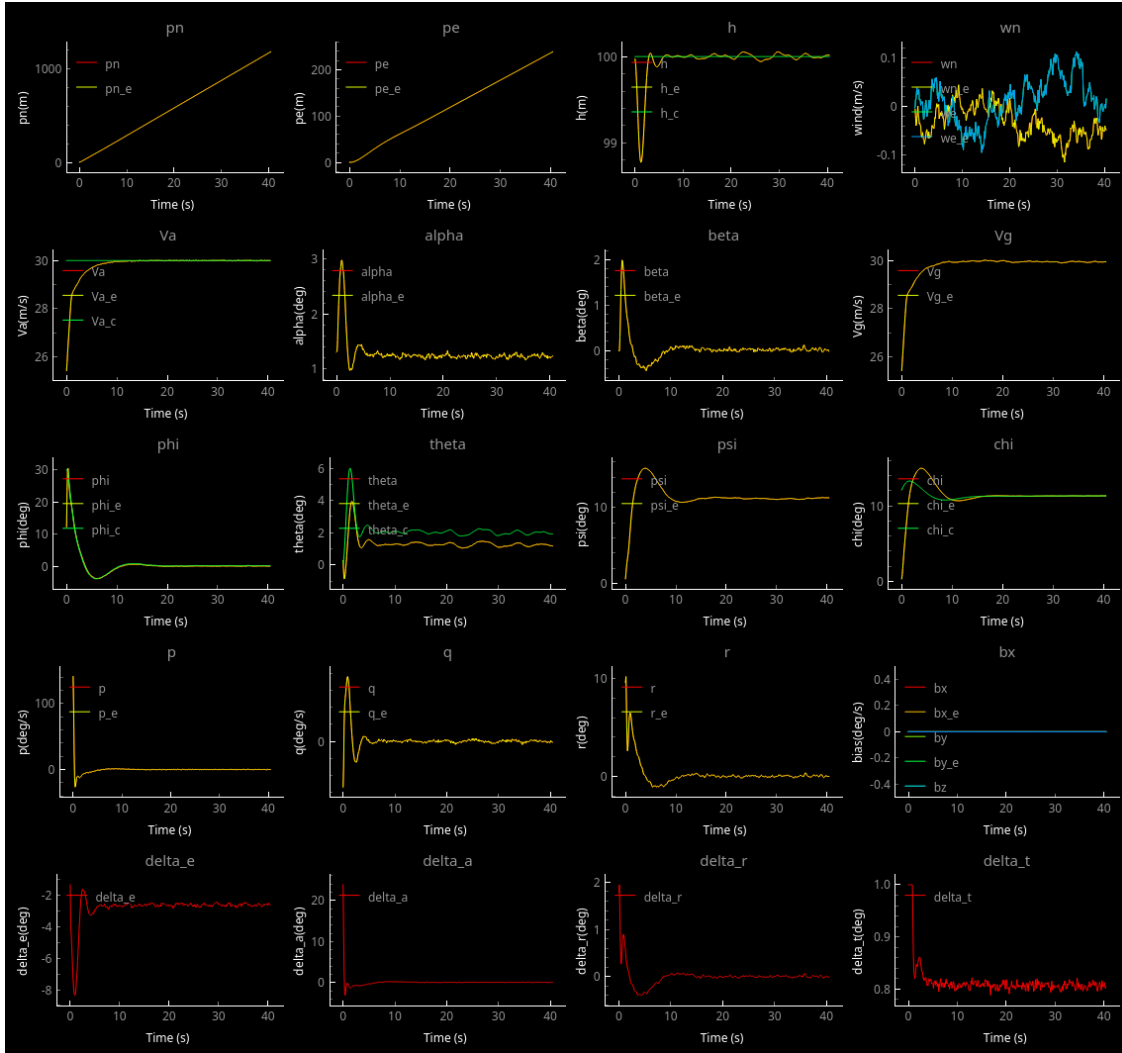 pn
pe
h
wn
pn(m)
1000
0
pn
pn_e
0 10 20 30 40
Time (s)
pe(m)
200
100
0
pe
pe_e
0 10 20 30 40
Time (s)
h(m)
100
99
h
h_e
h_c
0 10 20 30 40
Time (s)
wind(m/s)
0.1
0
-0.1
wn
wn_e
we
we_e
0 10 20 30 40
Time (s)
Va
alpha
beta
Vg
Va(m/s)
30
28
26
Va
Va_e
Va_c
0 10 20 30 40
Time (s)
alpha(deg)
3
2
1
alpha
alpha_e
0 10 20 30 40
Time (s)
beta(deg)
2
1
0
beta
beta_e
0 10 20 30 40
Time (s)
Vg(m/s)
30
28
26
Vg
Vg_e
0 10 20 30 40
Time (s)
phi
theta
psi
chi
phi(deg)
30
20
10
0
phi
phi_e
phi_c
0 10 20 30 40
Time (s)
theta(deg)
6
4
2
0
theta
theta_e
theta_c
0 10 20 30 40
Time (s)
psi(deg)
10
0
psi
psi_e
0 10 20 30 40
Time (s)
chi(deg)
10
0
chi
chi_e
chi_c
0 10 20 30 40
Time (s)
p
q
r
bx
p(deg/s)
100
0
p
p_e
0 10 20 30 40
Time (s)
q(deg/s)
0
q
q_e
0 10 20 30 40
Time (s)
r(deg)
10
0
r
r_e
0 10 20 30 40
Time (s)
bias(deg/s)
0.4
0.2
0
-0.2
-0.4
bx
bx_e
by
by_e
bz
0 10 20 30 40
Time (s)
delta_e
delta_a
delta_r
delta_t
delta_e(deg)
-2
-4
-6
-8
delta_e
0 10 20 30 40
Time (s)
delta_a(deg)
20
10
0
delta_a
0 10 20 30 40
Time (s)
delta_r(deg)
2
1
0
delta_r
0 10 20 30 40
Time (s)
delta_t(deg)
1.0
0.9
0.8
delta_t
0 10 20 30 40
Time (s)